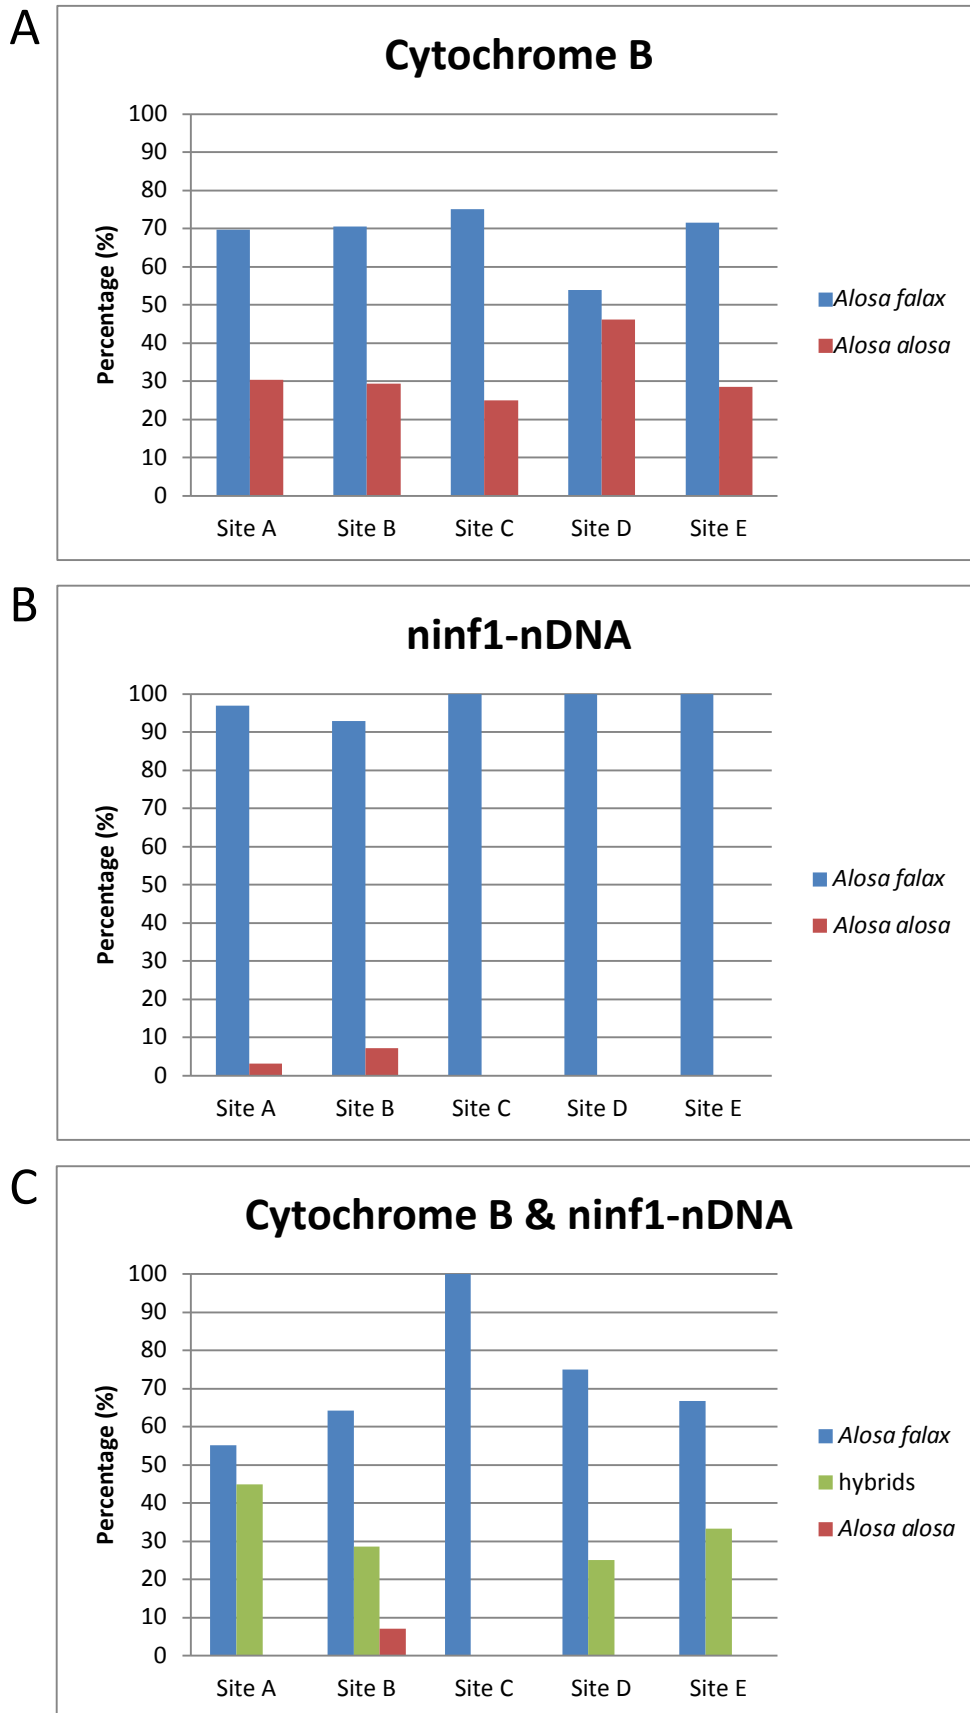 A
Cytochrome B
100
90
80
70
60
50
40
30
20
10
0
Percentage (%)
Site A Site B Site C Site D Site E
Alosa falax
Alosa alosa
B
ninf1-nDNA
100
90
80
70
60
50
40
30
20
10
0
Percentage (%)
Site A Site B Site C Site D Site E
Alosa falax
Alosa alosa
C
Cytochrome B & ninf1-nDNA
100
90
80
70
60
50
40
30
20
10
0
Percentage (%)
Site A Site B Site C Site D Site E
Alosa falax
hybrids
Alosa alosa